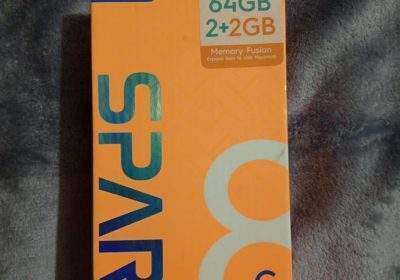 64GB
2+2GB
Memory Fusion
SPAR
8
C